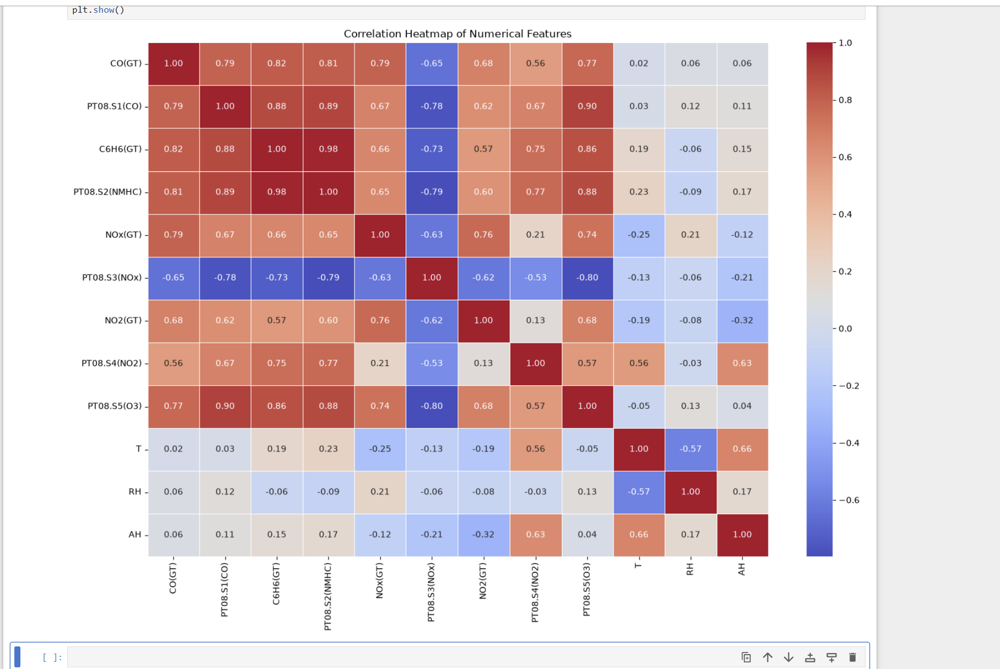 plt.show()
Correlation Heatmap of Numerical Features
CO(GT) 1.00 0.79 0.82 0.81 0.79 -0.65 0.68 0.56 0.77 0.02 0.06 0.06
PT08.S1(CO) 0.79 1.00 0.88 0.89 0.67 -0.78 0.62 0.67 0.90 0.03 0.12 0.11
C6H6(GT) 0.82 0.88 1.00 0.98 0.66 -0.73 0.57 0.75 0.86 0.19 -0.06 0.15
PT08.S2(NMHC) 0.81 0.89 0.98 1.00 0.65 -0.79 0.60 0.77 0.88 0.23 -0.09 0.17
NOx(GT) 0.79 0.67 0.66 0.65 1.00 -0.63 0.76 0.21 0.74 -0.25 0.21 -0.12
PT08.S3(NOx) -0.65 -0.78 -0.73 -0.79 -0.63 1.00 -0.62 -0.53 -0.80 -0.13 -0.06 -0.21
NO2(GT) 0.68 0.62 0.57 0.60 0.76 -0.62 1.00 0.13 0.68 -0.19 -0.08 -0.32
PT08.S4(NO2) 0.56 0.67 0.75 0.77 0.21 -0.53 0.13 1.00 0.57 0.56 -0.03 0.63
PT08.S5(O3) 0.77 0.90 0.86 0.88 0.74 -0.80 0.68 0.57 1.00 -0.05 0.13 0.04
T 0.02 0.03 0.19 0.23 -0.25 -0.13 -0.19 0.56 -0.05 1.00 -0.57 0.66
RH 0.06 0.12 -0.06 -0.09 0.21 -0.06 -0.08 -0.03 0.13 -0.57 1.00 0.17
AH 0.06 0.11 0.15 0.17 -0.12 -0.21 -0.32 0.63 0.04 0.66 0.17 1.00
CO(GT)
PT08.S1(CO)
C6H6(GT)
PT08.S2(NMHC)
NOx(GT)
PT08.S3(NOx)
NO2(GT)
PT08.S4(NO2)
PT08.S5(O3)
T
RH
AH
1.0
0.8
0.6
0.4
0.2
0.0
−0.2
−0.4
−0.6
[ ]: